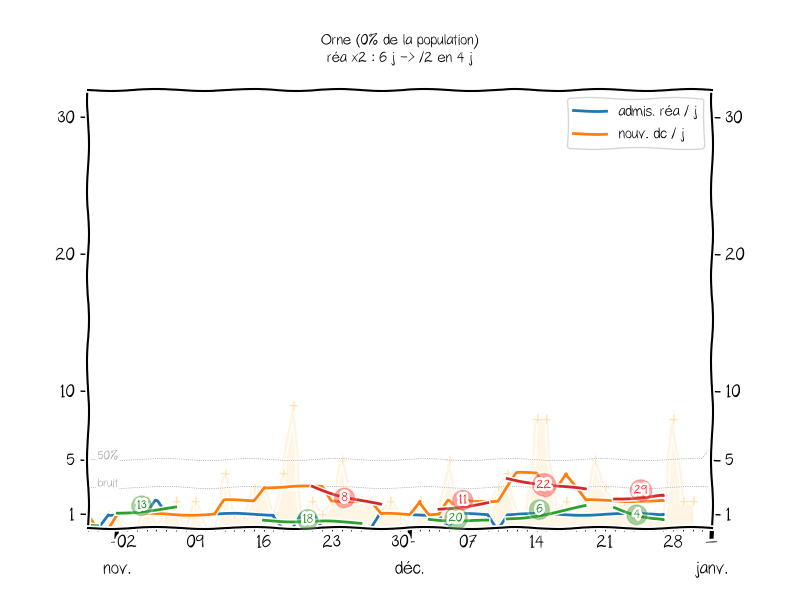 Orne (0% de la population)
réa x2 : 6 j -> /2 en 4 j
admis. réa / j
nouv. dc / j
30 30
20 20
10 10
5 50% 5
bruit
1 1
13 18 8 11 20 22 6 29 4
02 09 16 23 30 07 14 21 28
nov. déc. janv.